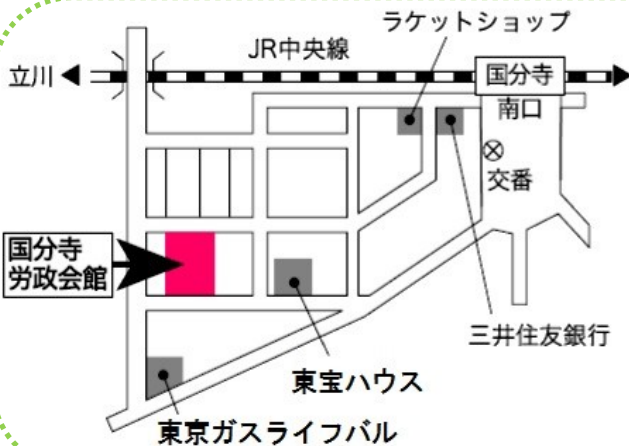 ラケットショップ
JR中央線
立川
国分寺
南口
交番
国分寺
労政会館
三井住友銀行
東宝ハウス
東京ガスライフバル